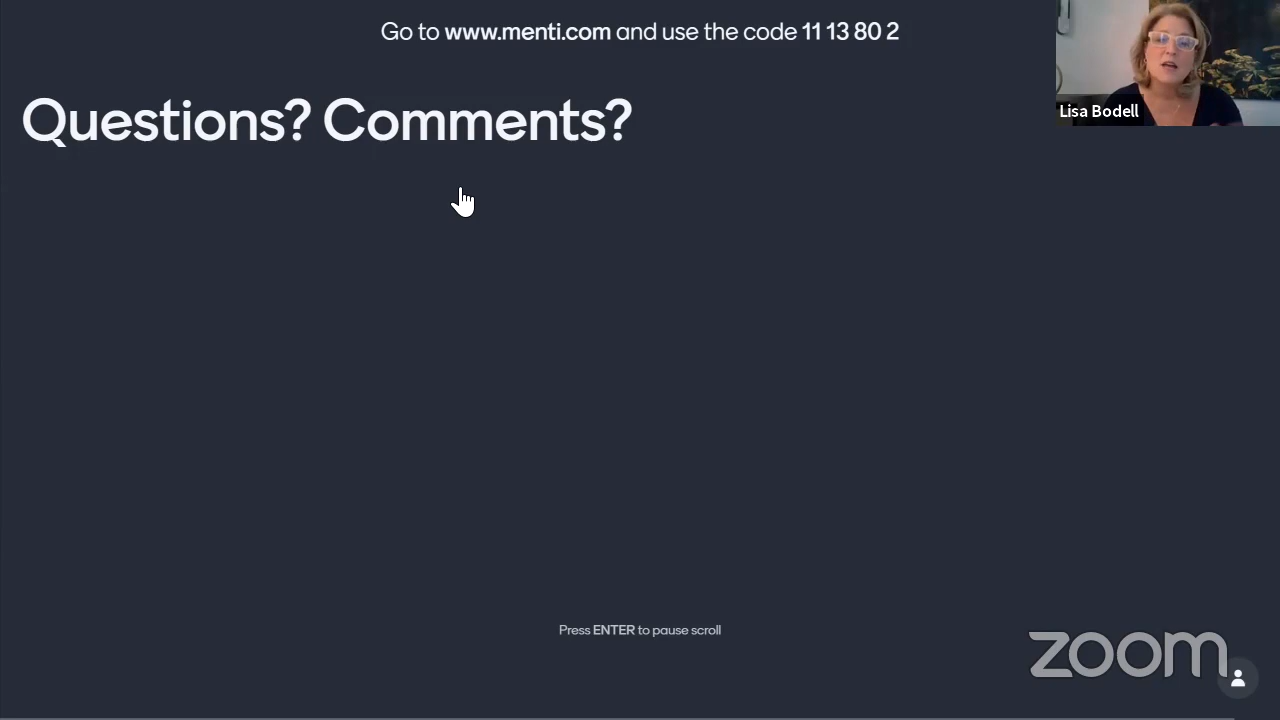 Go to www.menti.com and use the code 11 13 80 2
Lisa Bodell
Questions? Comments?
Press ENTER to pause scroll
zoom